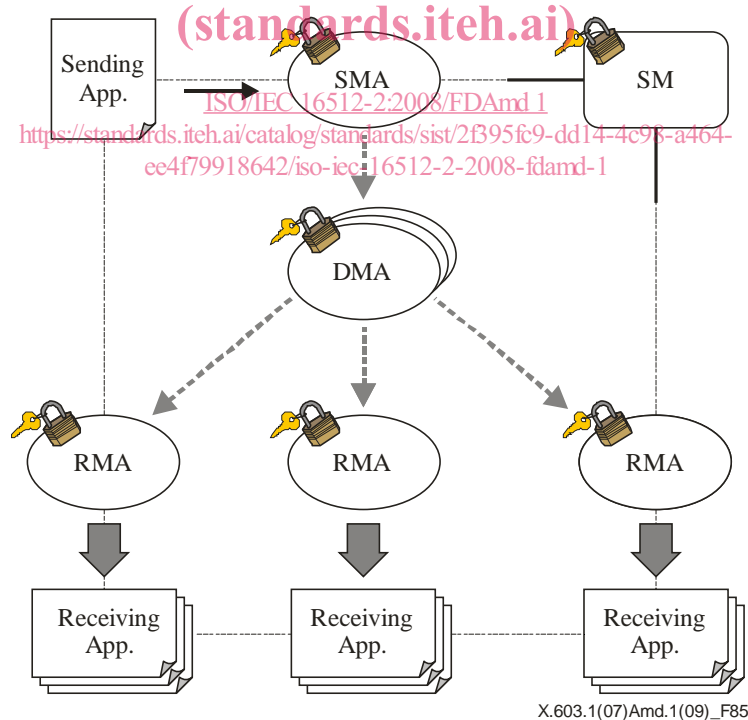 (standards.iteh.ai)
Sending
App.
SMA
SM
ISO/IEC 16512-2:2008/FDAmd 1
https://standards.iteh.ai/catalog/standards/sist/2f395fc9-dd14-4c98-a464-
ee4f79918642/iso-iec-16512-2-2008-fdamd-1
DMA
RMA
RMA
RMA
Receiving
App.
Receiving
App.
Receiving
App.
X.603.1(07)Amd.1(09)_F85